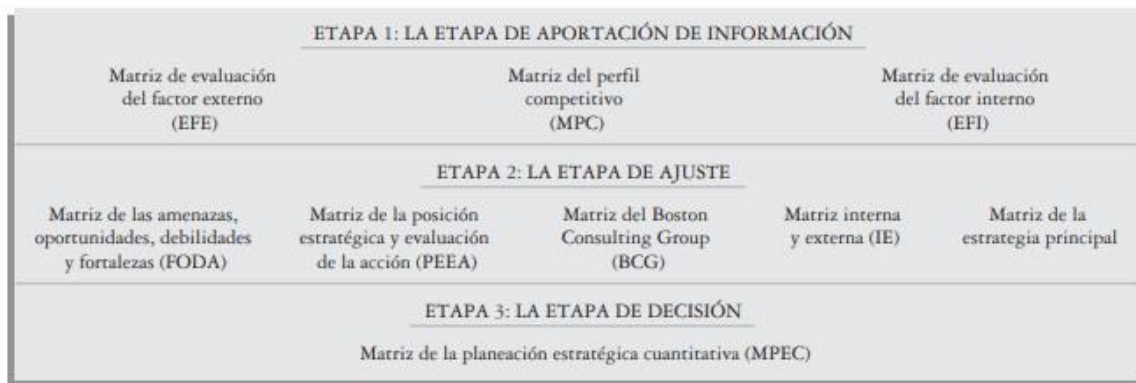 ETAPA 1: LA ETAPA DE APORTACIÓN DE INFORMACIÓN
Matriz de evaluación
del factor externo
(EFE)
Matriz del perfil
competitivo
(MPC)
Matriz de evaluación
del factor interno
(EFI)
ETAPA 2: LA ETAPA DE AJUSTE
Matriz de las amenazas,
oportunidades, debilidades
y fortalezas (FODA)
Matriz de la posición
estratégica y evaluación
de la acción (PEEA)
Matriz del Boston
Consulting Group
(BCG)
Matriz interna
y externa (IE)
Matriz de la
estrategia principal
ETAPA 3: LA ETAPA DE DECISIÓN
Matriz de la planeación estratégica cuantitativa (MPEC)